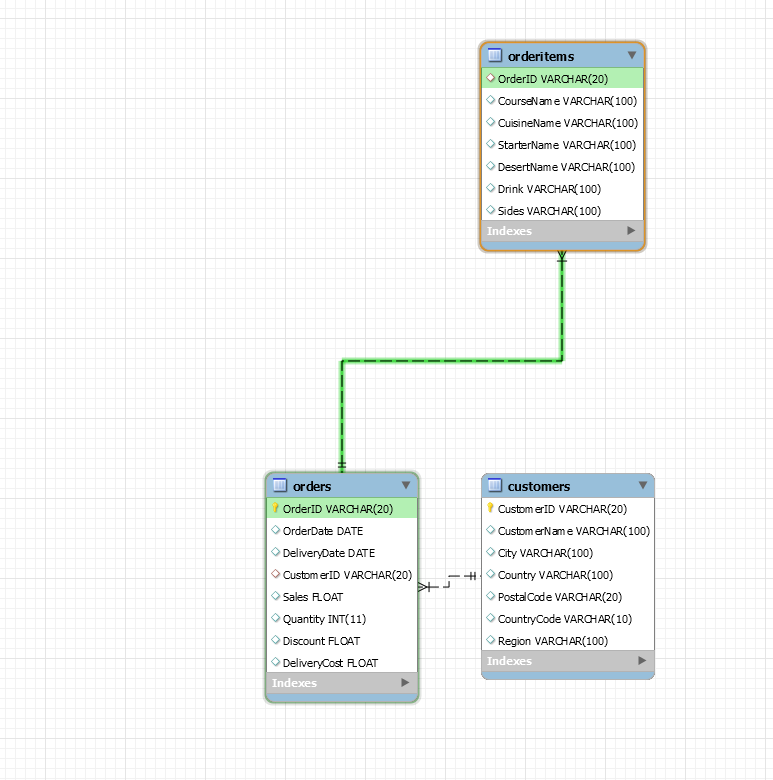 orderitems
OrderID VARCHAR(20)
CourseName VARCHAR(100)
CuisineName VARCHAR(100)
StarterName VARCHAR(100)
DesertName VARCHAR(100)
Drink VARCHAR(100)
Sides VARCHAR(100)
Indexes
orders
OrderID VARCHAR(20)
OrderDate DATE
DeliveryDate DATE
CustomerID VARCHAR(20)
Sales FLOAT
Quantity INT(11)
Discount FLOAT
DeliveryCost FLOAT
Indexes
customers
CustomerID VARCHAR(20)
CustomerName VARCHAR(100)
City VARCHAR(100)
Country VARCHAR(100)
PostalCode VARCHAR(20)
CountryCode VARCHAR(10)
Region VARCHAR(100)
Indexes